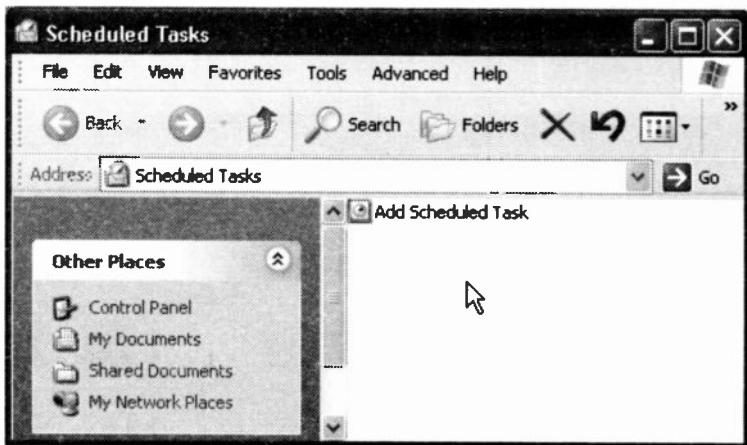 Scheduled Tasks
File Edit View Favorites Tools Advanced Help
Back Search Folders »
Address Scheduled Tasks Go
Add Scheduled Task
Other Places
Control Panel
My Documents
Shared Documents
My Network Places